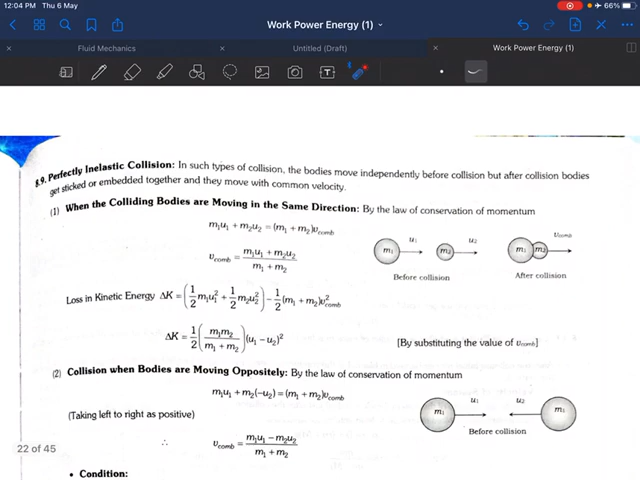 12:04 PM Thu 6 May
66%
Work Power Energy (1)
Fluid Mechanics
Untitled (Draft)
Work Power Energy (1)
8.9. Perfectly Inelastic Collision: In such types of collision, the bodies move independently before collision but after collision bodies
get sticked or embedded together and they move with common velocity.
(1) When the Colliding Bodies are Moving in the Same Direction: By the law of conservation of momentum
m₁u₁ + m₂u₂ = (m₁ + m₂)υcomb
υcomb = (m₁u₁ + m₂u₂)/(m₁ + m₂)
m₁ u₁ m₂ u₂ m₁ m₂ υcomb
Before collision After collision
Loss in Kinetic Energy ΔK = (1/2 m₁u₁² + 1/2 m₂u₂²) − 1/2 (m₁ + m₂)υ²comb
ΔK = 1/2 (m₁m₂/(m₁ + m₂)) (u₁ − u₂)²
[By substituting the value of υcomb]
(2) Collision when Bodies are Moving Oppositely: By the law of conservation of momentum
m₁u₁ + m₂(−u₂) = (m₁ + m₂)υcomb
(Taking left to right as positive)
m₁ u₁ u₂ m₁
Before collision
∴ υcomb = (m₁u₁ − m₂u₂)/(m₁ + m₂)
22 of 45
• Condition: